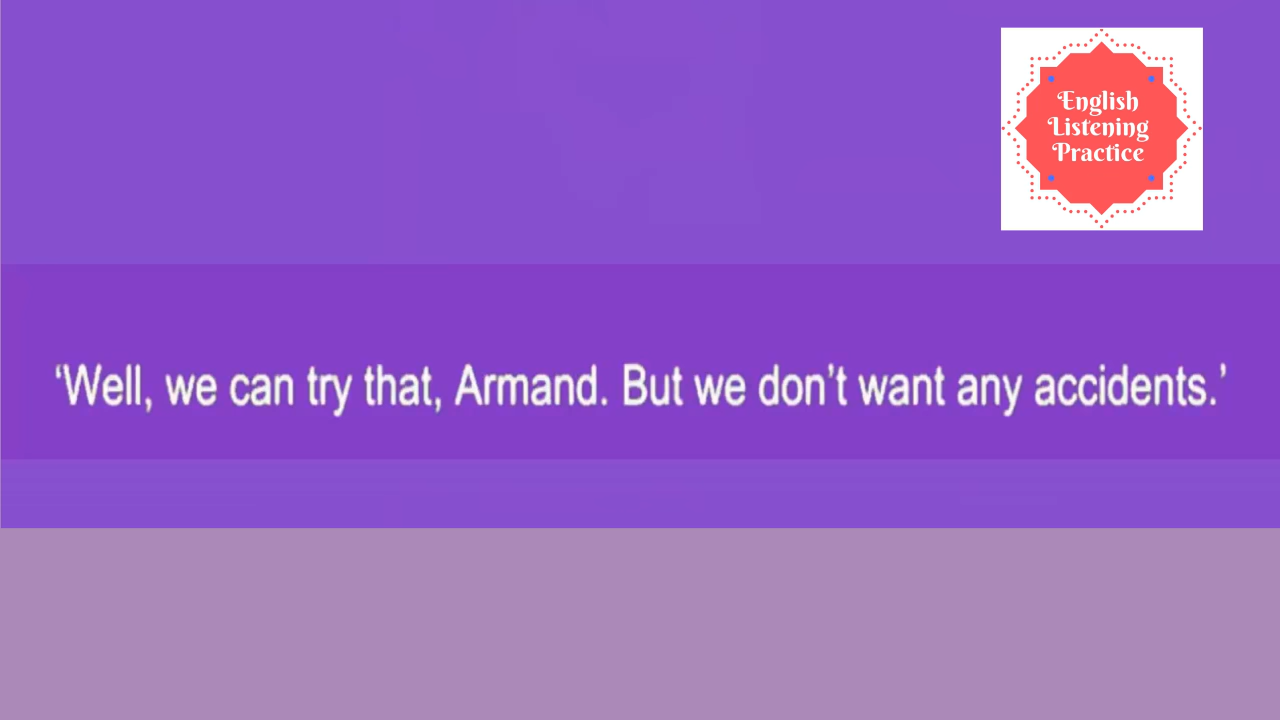 English
Listening
Practice
‘Well, we can try that, Armand. But we don’t want any accidents.’